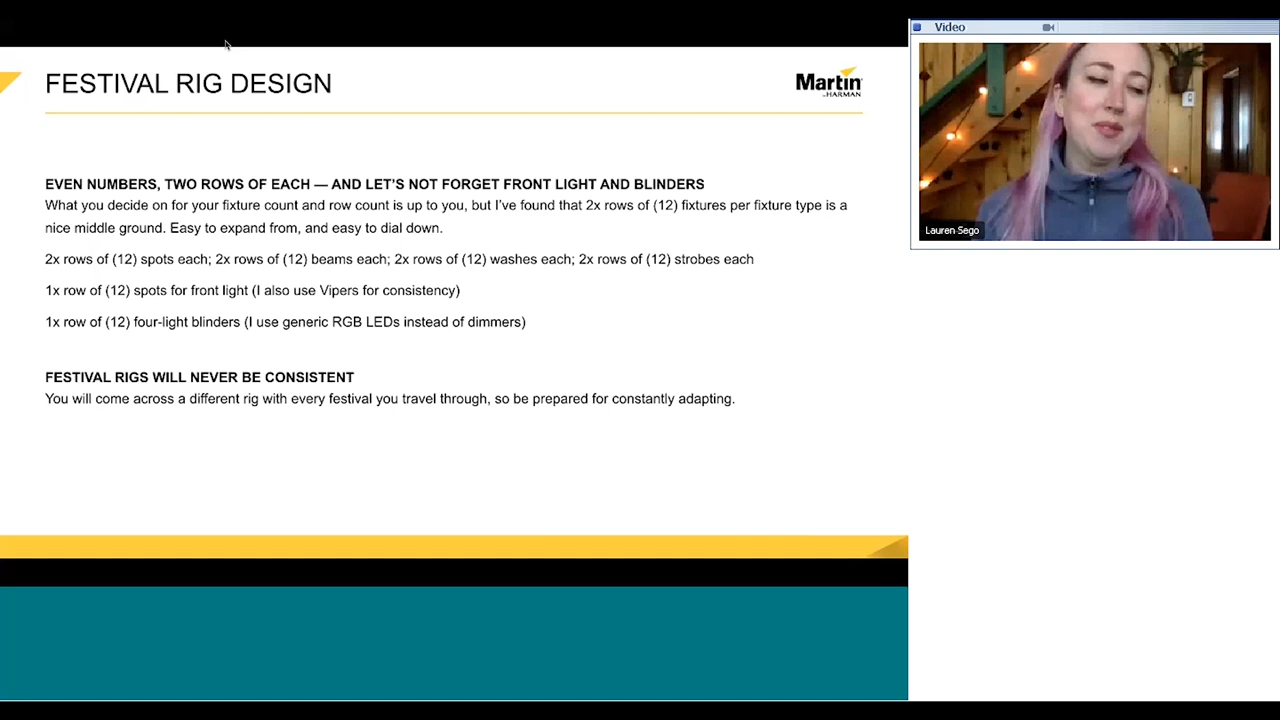 FESTIVAL RIG DESIGN
Martin
by HARMAN
EVEN NUMBERS, TWO ROWS OF EACH — AND LET'S NOT FORGET FRONT LIGHT AND BLINDERS
What you decide on for your fixture count and row count is up to you, but I've found that 2x rows of (12) fixtures per fixture type is a
nice middle ground. Easy to expand from, and easy to dial down.
2x rows of (12) spots each; 2x rows of (12) beams each; 2x rows of (12) washes each; 2x rows of (12) strobes each
1x row of (12) spots for front light (I also use Vipers for consistency)
1x row of (12) four-light blinders (I use generic RGB LEDs instead of dimmers)
FESTIVAL RIGS WILL NEVER BE CONSISTENT
You will come across a different rig with every festival you travel through, so be prepared for constantly adapting.
Video
Lauren Sego